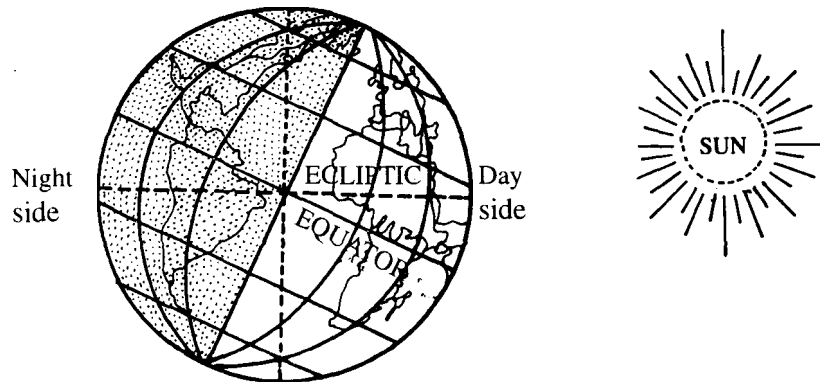 Night
side
ECLIPTIC
EQUATOR
Day
side
SUN